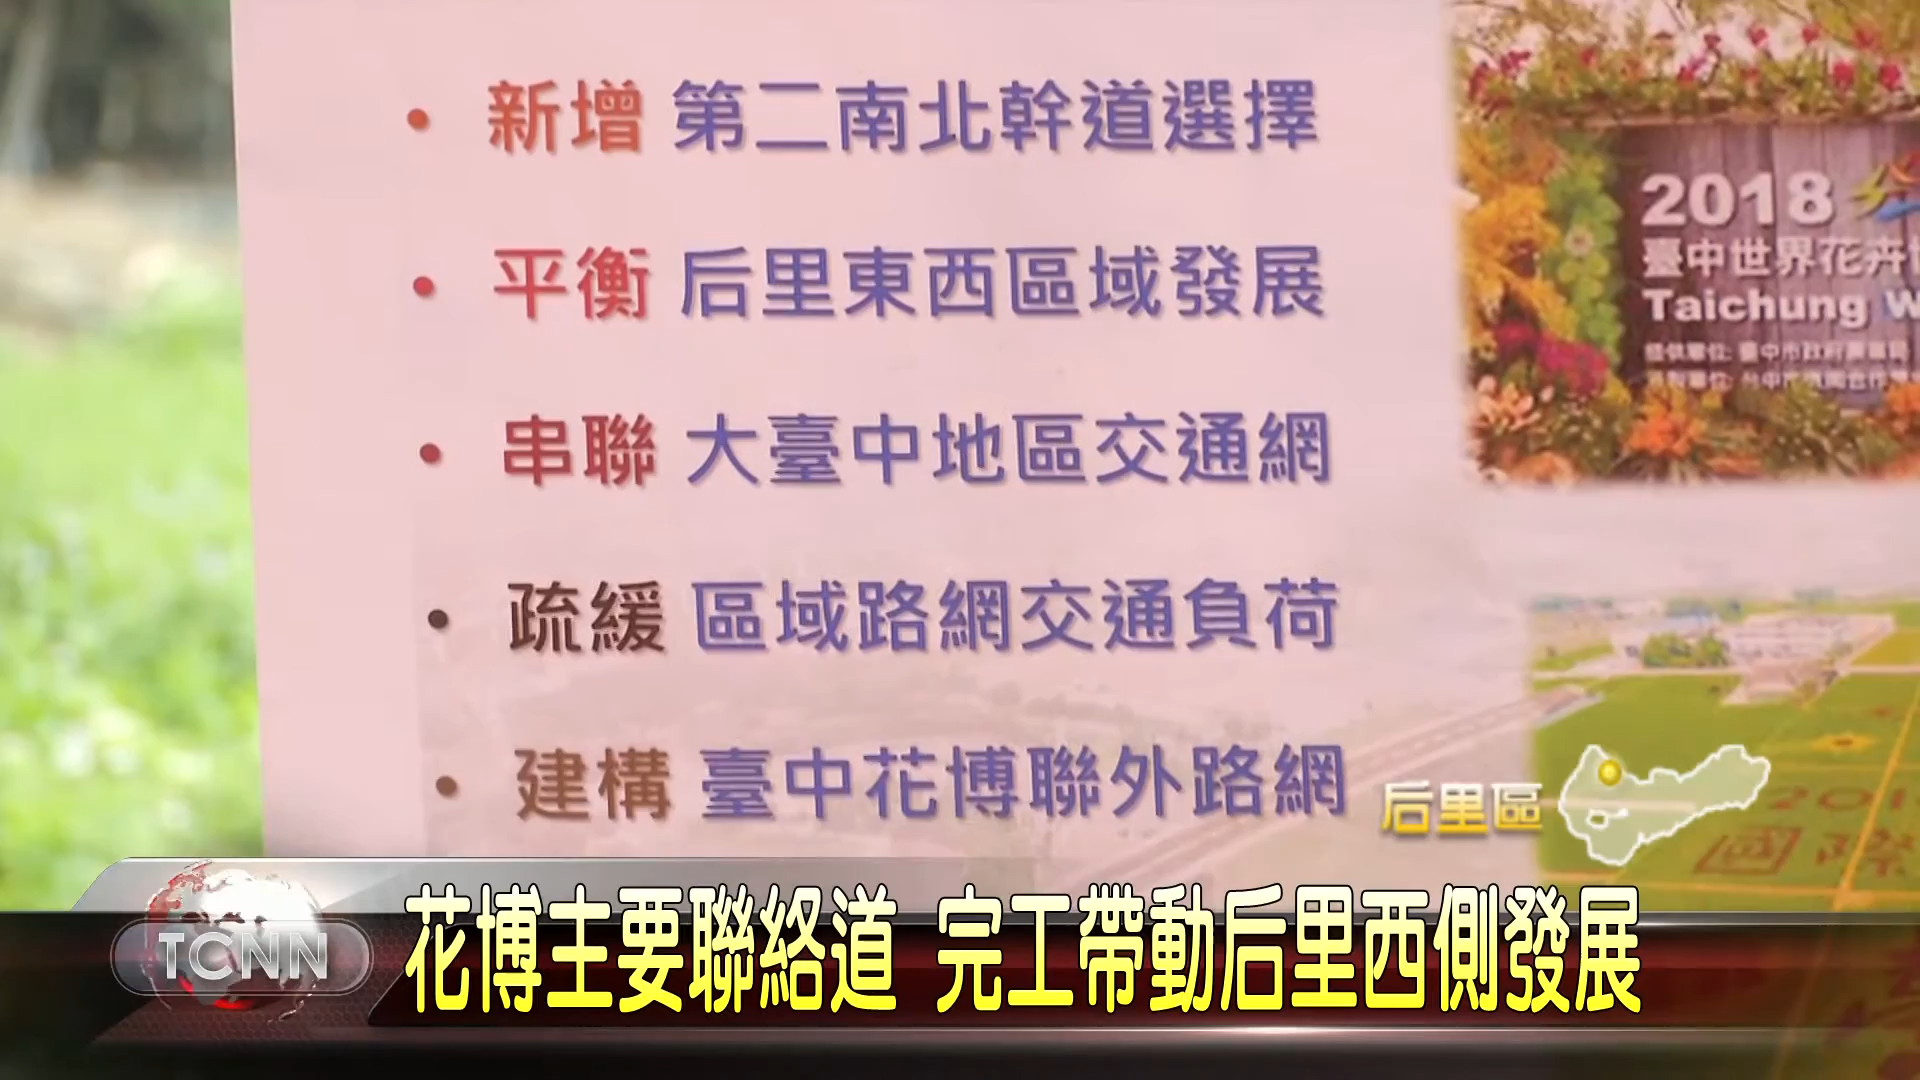 新增 第二南北幹道選擇
平衡 后里東西區域發展
串聯 大臺中地區交通網
疏緩 區域路網交通負荷
建構 臺中花博聯外路網
2018
臺中世界花卉
Taichung W
后里區
國際
TCNN
花博主要聯絡道 完工帶動后里西側發展